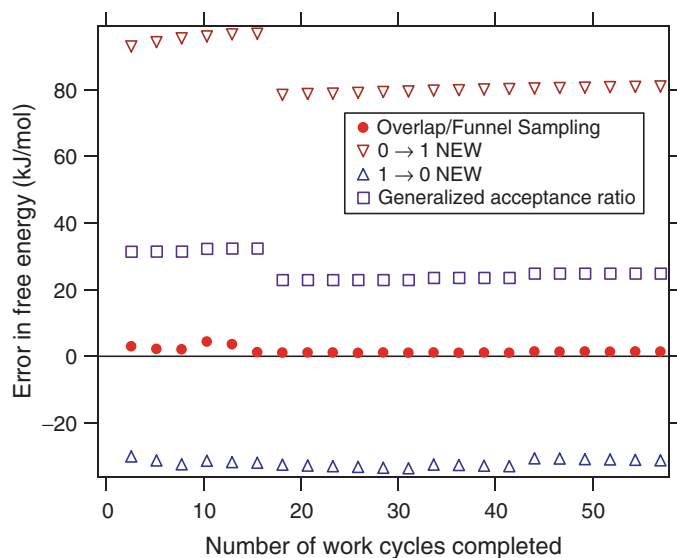 Error in free energy (kJ/mol)
80
60
40
20
0
−20
Overlap/Funnel Sampling
0 → 1 NEW
1 → 0 NEW
Generalized acceptance ratio
0 10 20 30 40 50
Number of work cycles completed